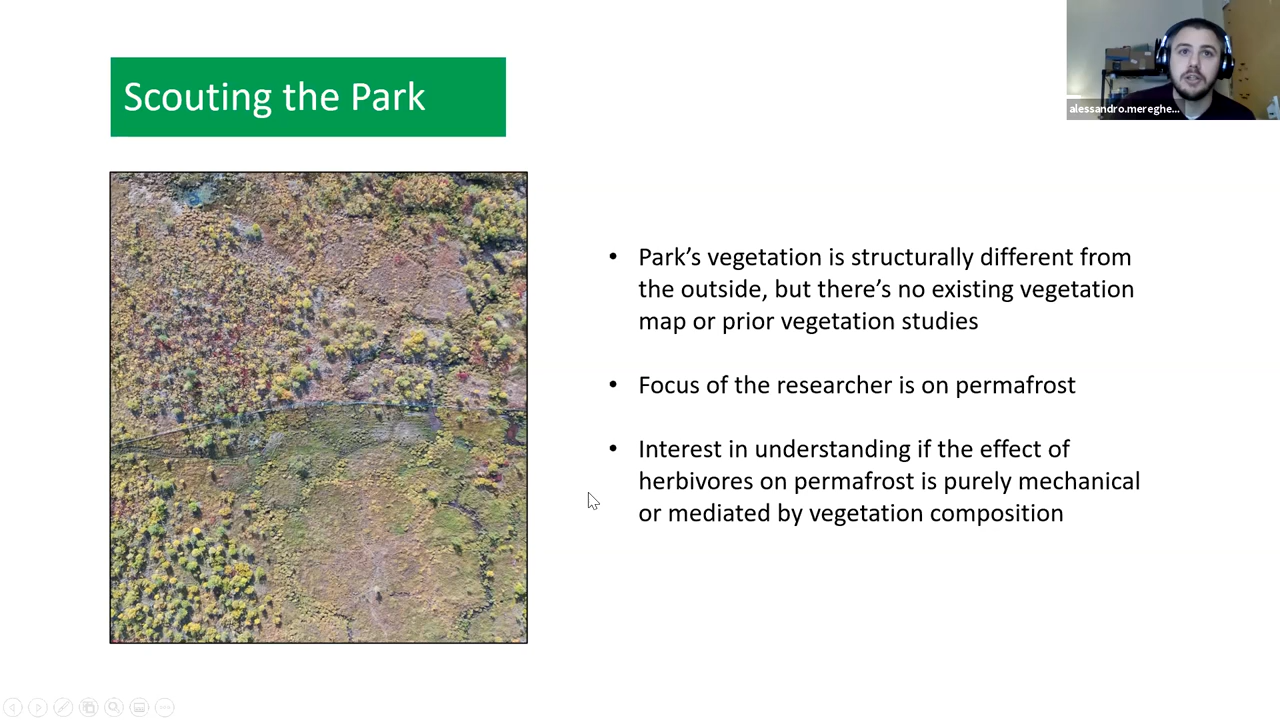 Scouting the Park
alessandro.mereghe...
• Park's vegetation is structurally different from
the outside, but there's no existing vegetation
map or prior vegetation studies
• Focus of the researcher is on permafrost
• Interest in understanding if the effect of
herbivores on permafrost is purely mechanical
or mediated by vegetation composition